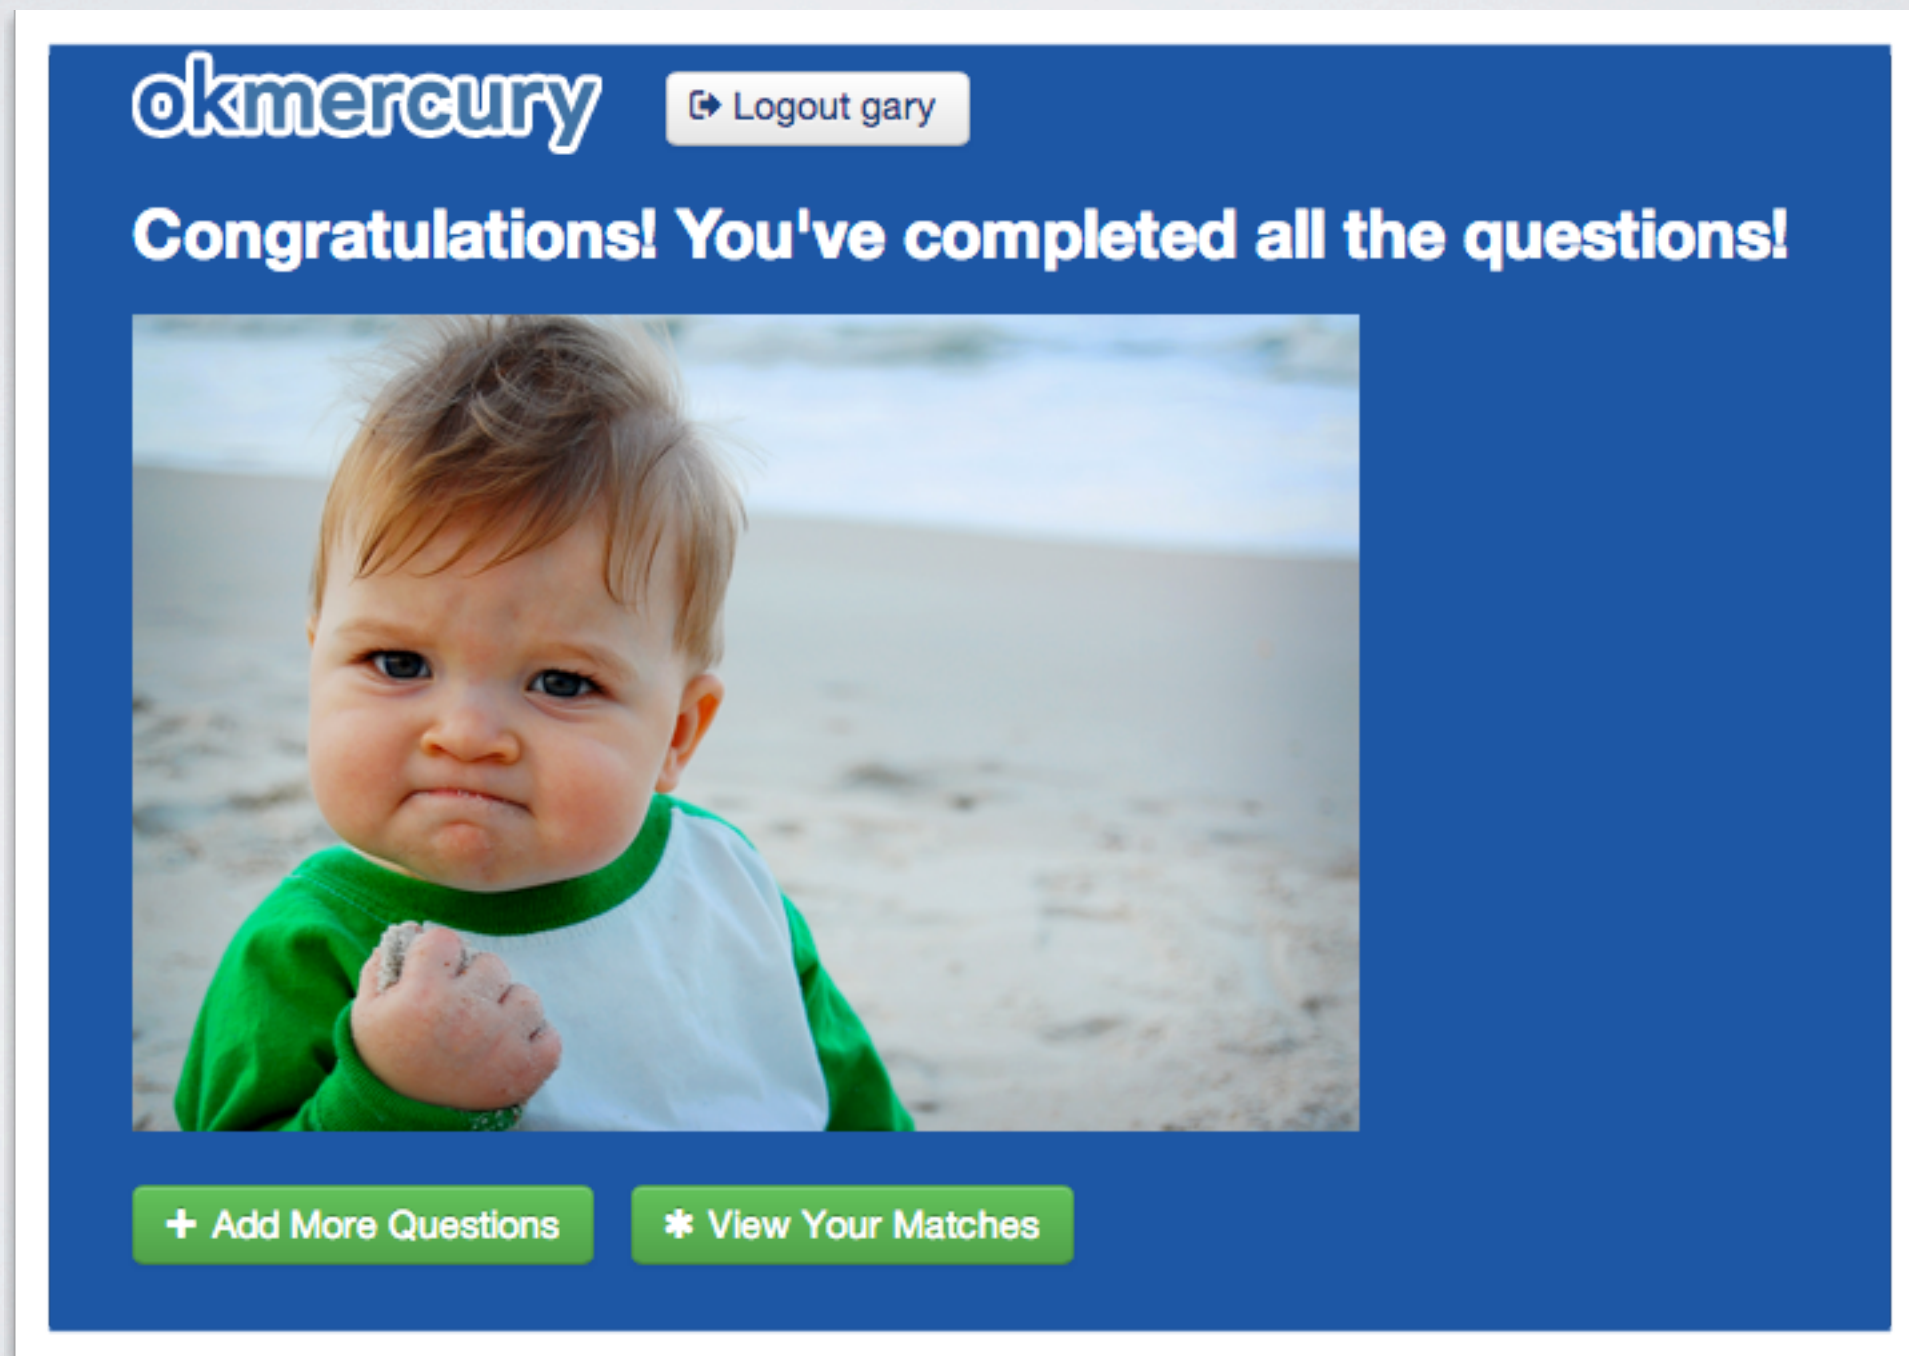 okmercury
Logout gary
Congratulations! You've completed all the questions!
Add More Questions
View Your Matches